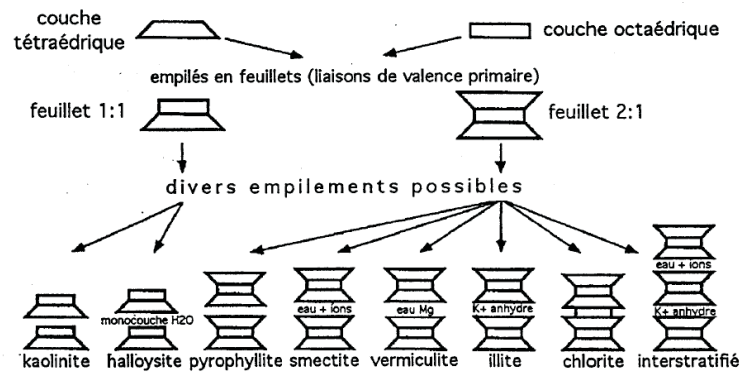 couche
tétraédrique
couche octaédrique
empilés en feuillets (liaisons de valence primaire)
feuillet 1:1
feuillet 2:1
divers empilements possibles
eau + ions
monocouche H2O
eau + ions
eau Mg
K+ anhydre
K+ anhydre
kaolinite halloysite pyrophyllite smectite vermiculite illite chlorite interstratifié